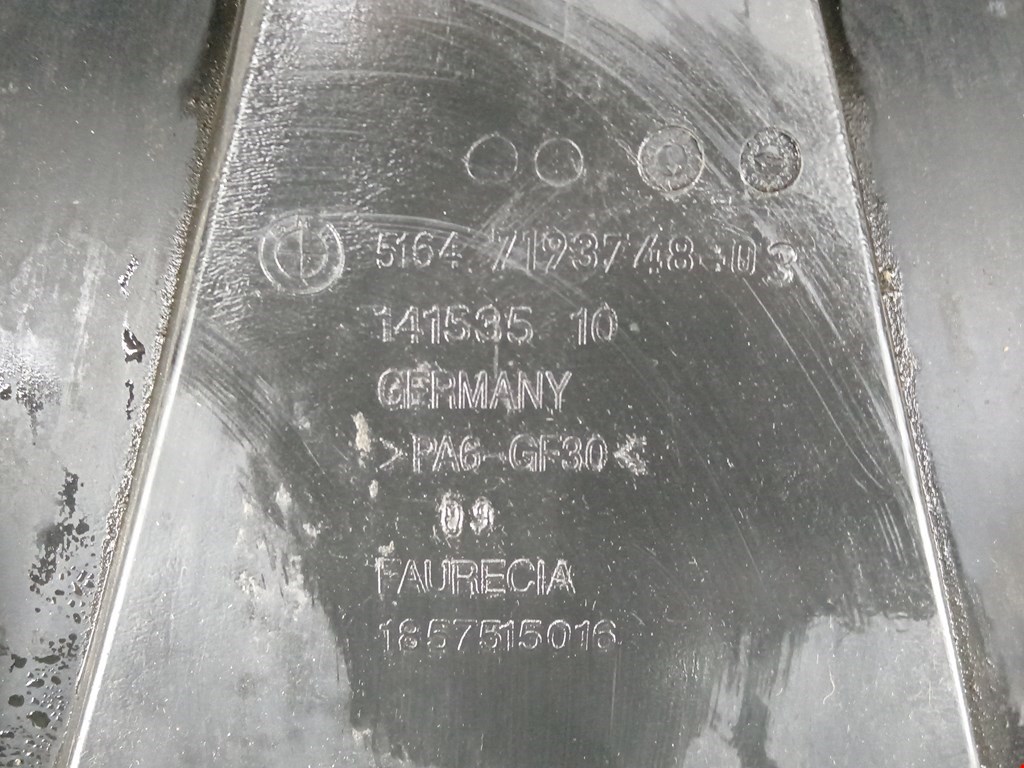 5164 7193748-03
141535 10
GERMANY
>PA6-GF30<
09
FAURECIA
1857515016